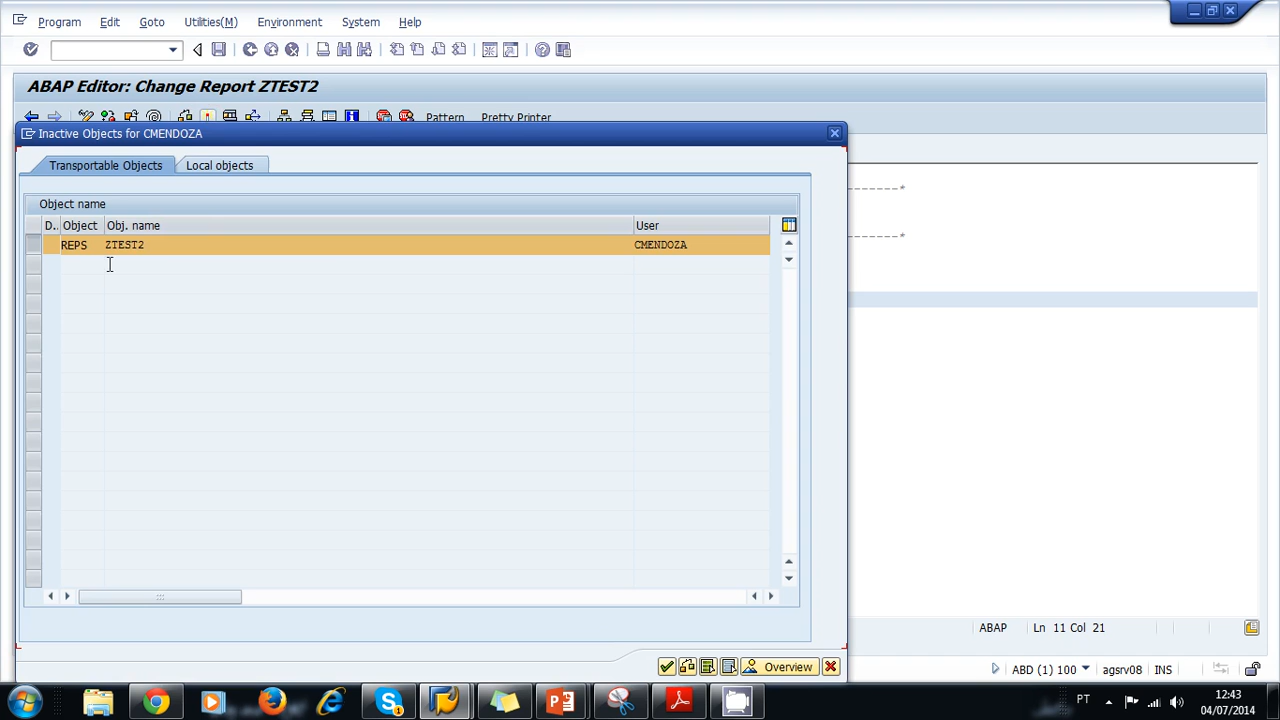 Program Edit Goto Utilities(M) Environment System Help
ABAP Editor: Change Report ZTEST2
Pattern Pretty Printer
Inactive Objects for CMENDOZA
Transportable Objects Local objects
-------*
Object name
D.. Object Obj. name User
-------*
REPS ZTEST2 CMENDOZA
ABAP Ln 11 Col 21
Overview
ABD (1) 100 agsrv08 INS
PT 12:43
04/07/2014